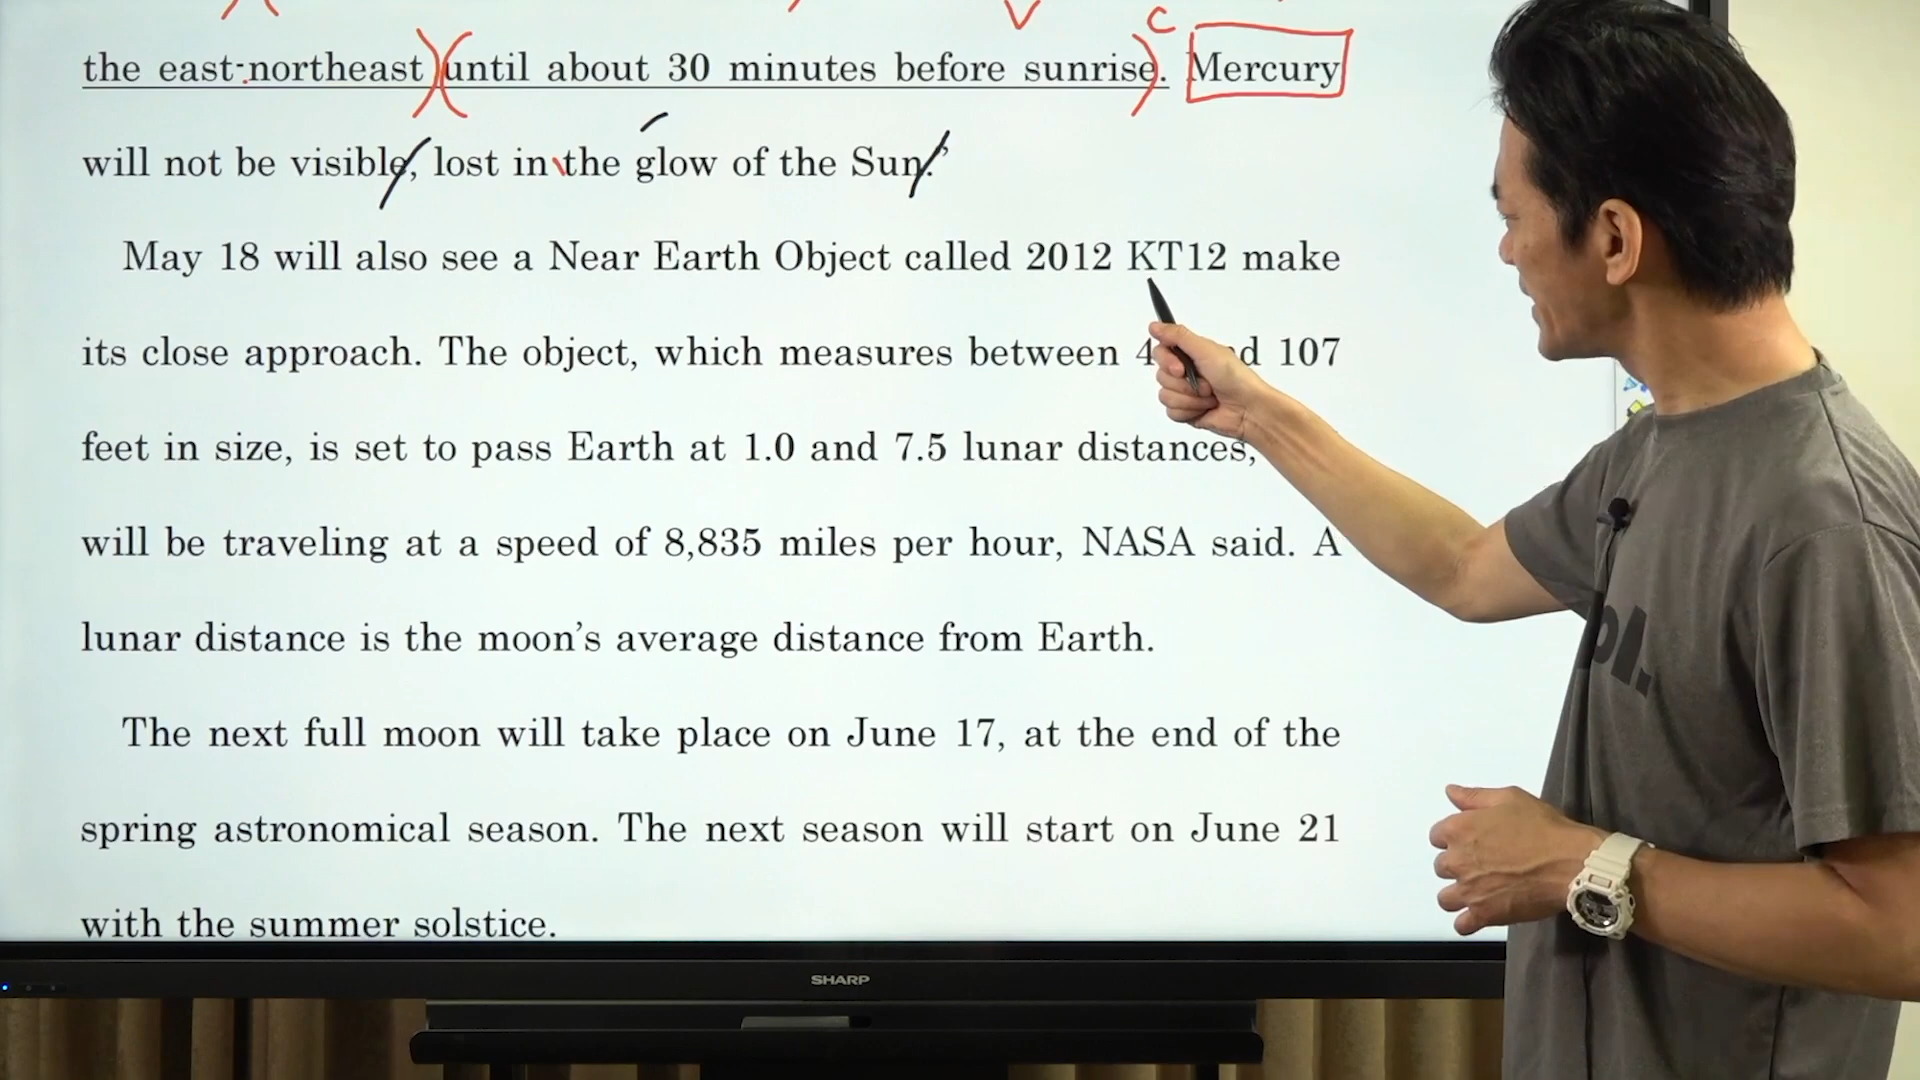 the east-northeast until about 30 minutes before sunrise. Mercury
will not be visible, lost in the glow of the Sun.”
May 18 will also see a Near Earth Object called 2012 KT12 make
its close approach. The object, which measures between 107
feet in size, is set to pass Earth at 1.0 and 7.5 lunar distances,
will be traveling at a speed of 8,835 miles per hour, NASA said. A
lunar distance is the moon’s average distance from Earth.
The next full moon will take place on June 17, at the end of the
spring astronomical season. The next season will start on June 21
with the summer solstice.
V
C
SHARP